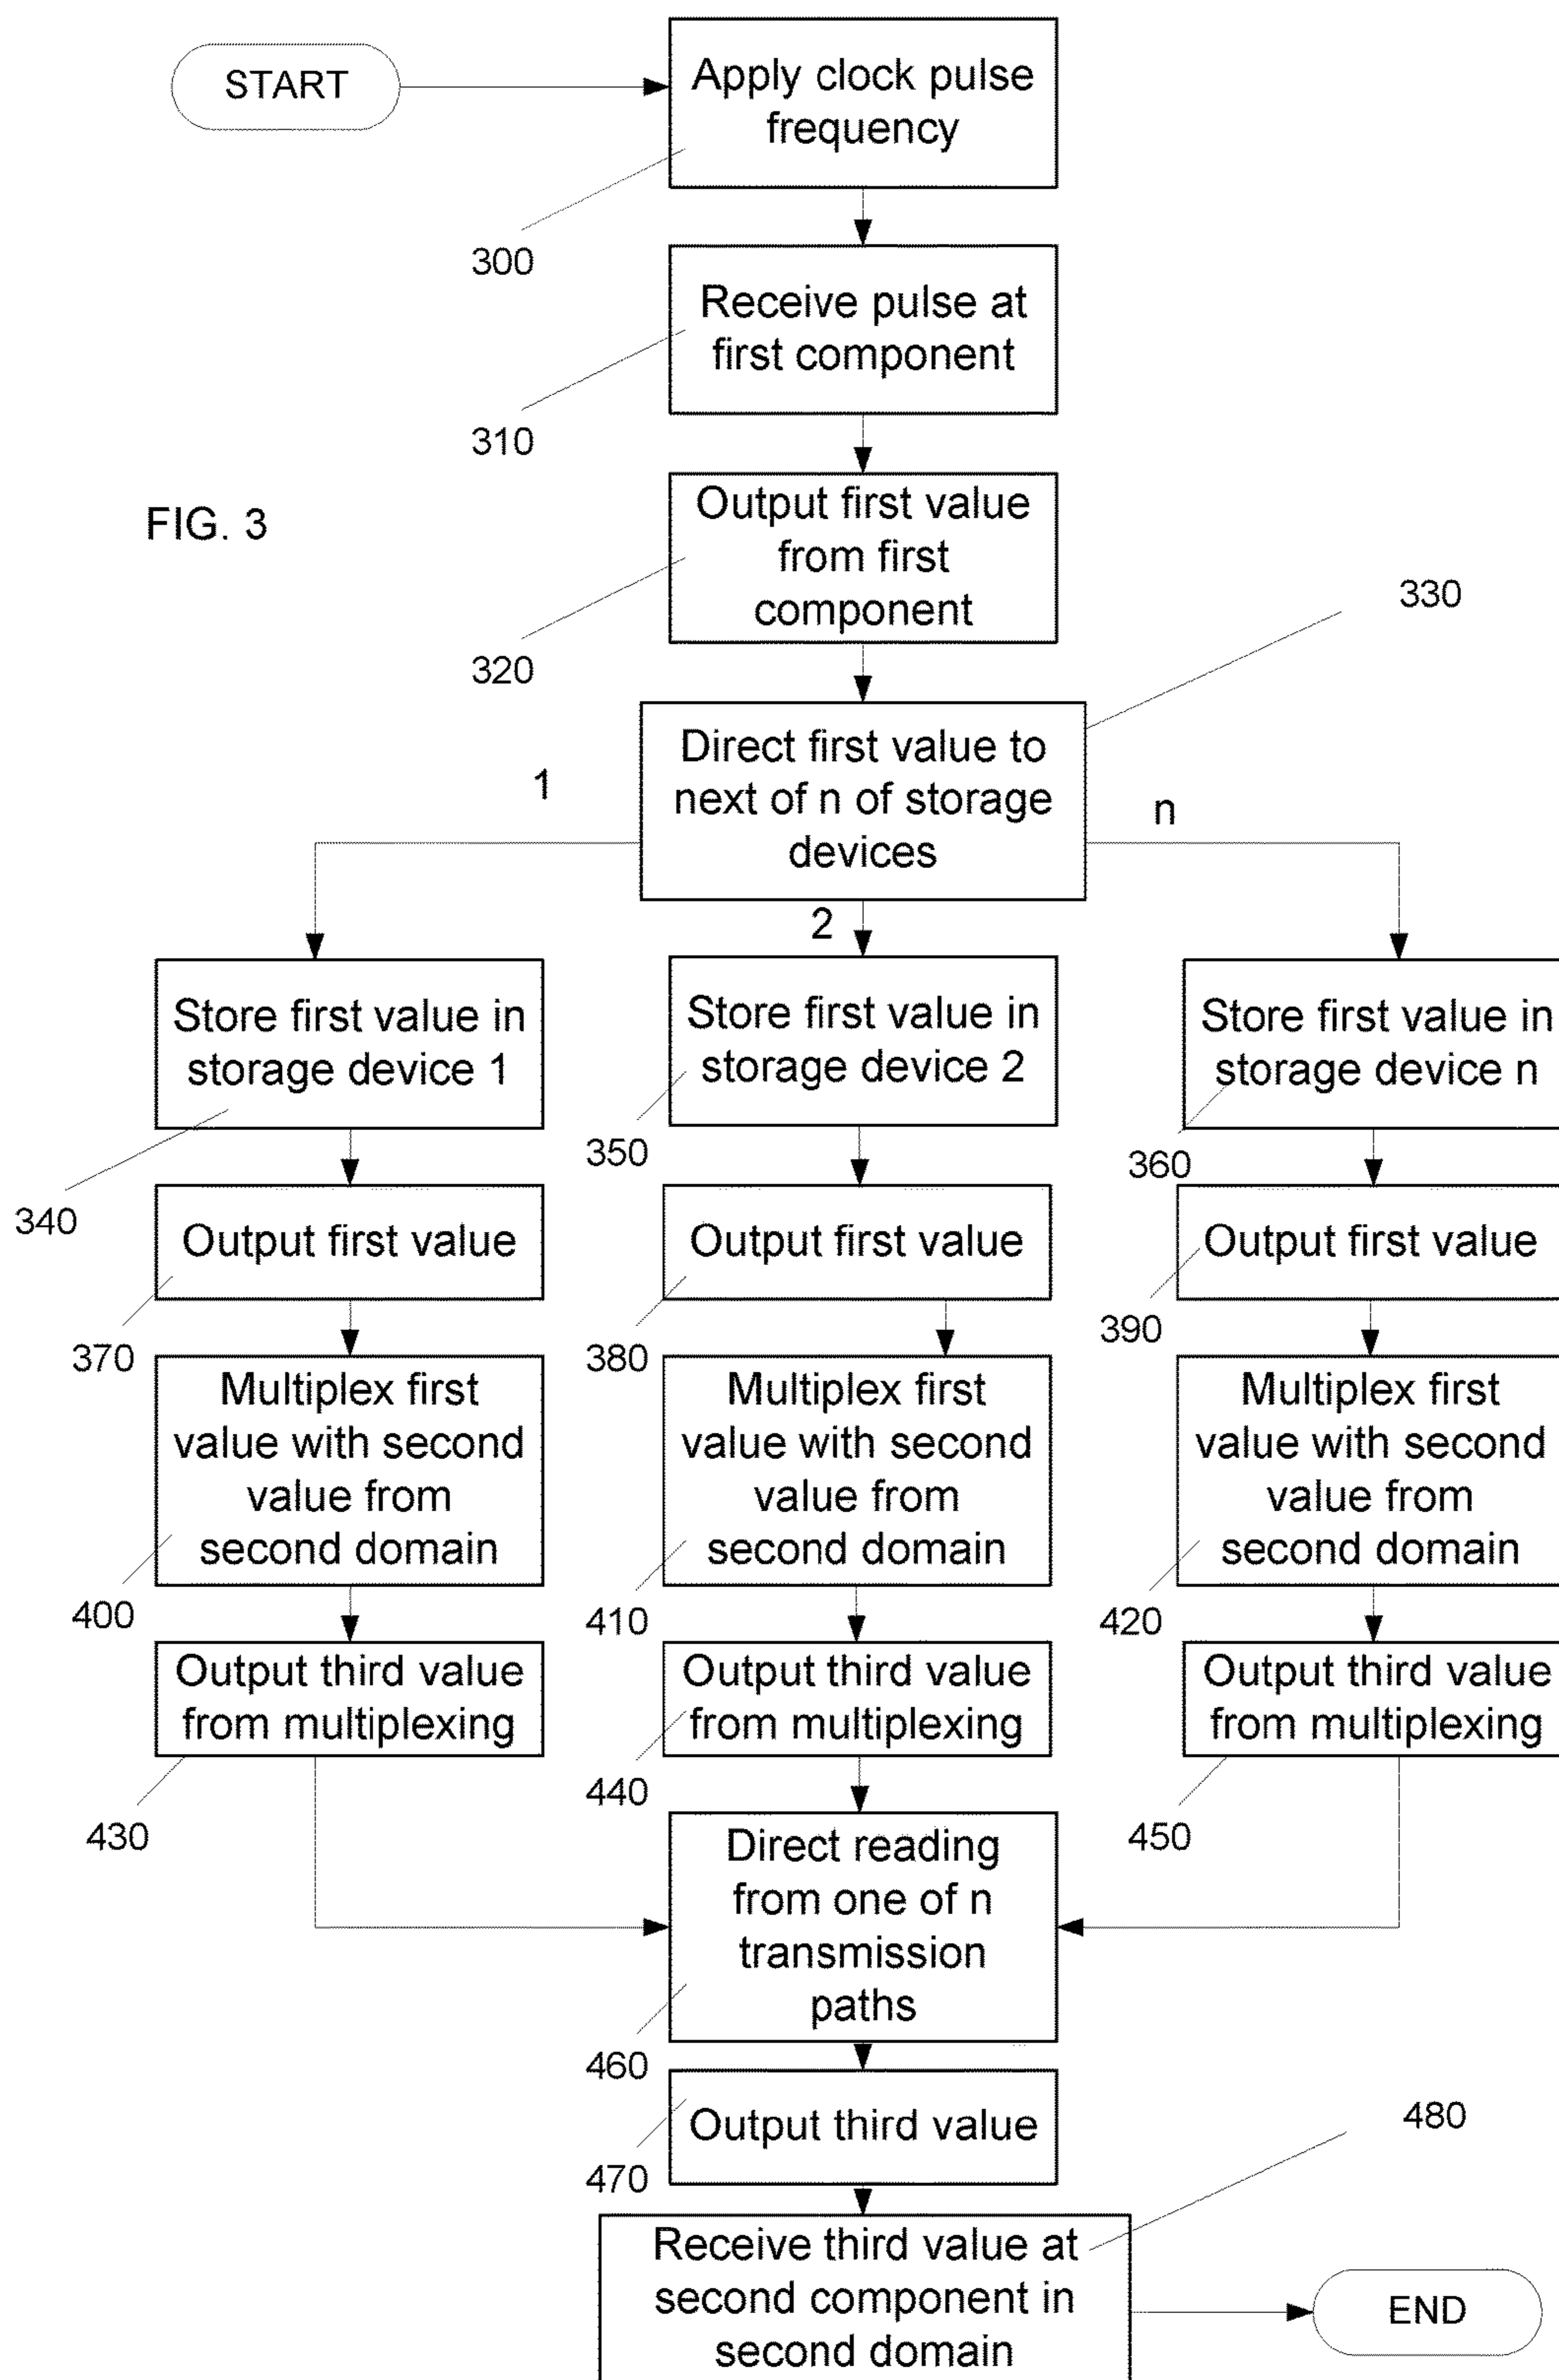 START
Apply clock pulse
frequency
300
Receive pulse at
first component
310
FIG. 3
Output first value
from first
component
320
330
Direct first value to
next of n of storage
devices
1
n
2
Store first value in
storage device 1
Store first value in
storage device 2
Store first value in
storage device n
340
350
360
Output first value
Output first value
Output first value
370
380
390
Multiplex first
value with second
value from
second domain
Multiplex first
value with second
value from
second domain
Multiplex first
value with second
value from
second domain
400
410
420
Output third value
from multiplexing
Output third value
from multiplexing
Output third value
from multiplexing
430
440
450
Direct reading
from one of n
transmission
paths
460
Output third value
470
480
Receive third value at
second component in
second domain
END